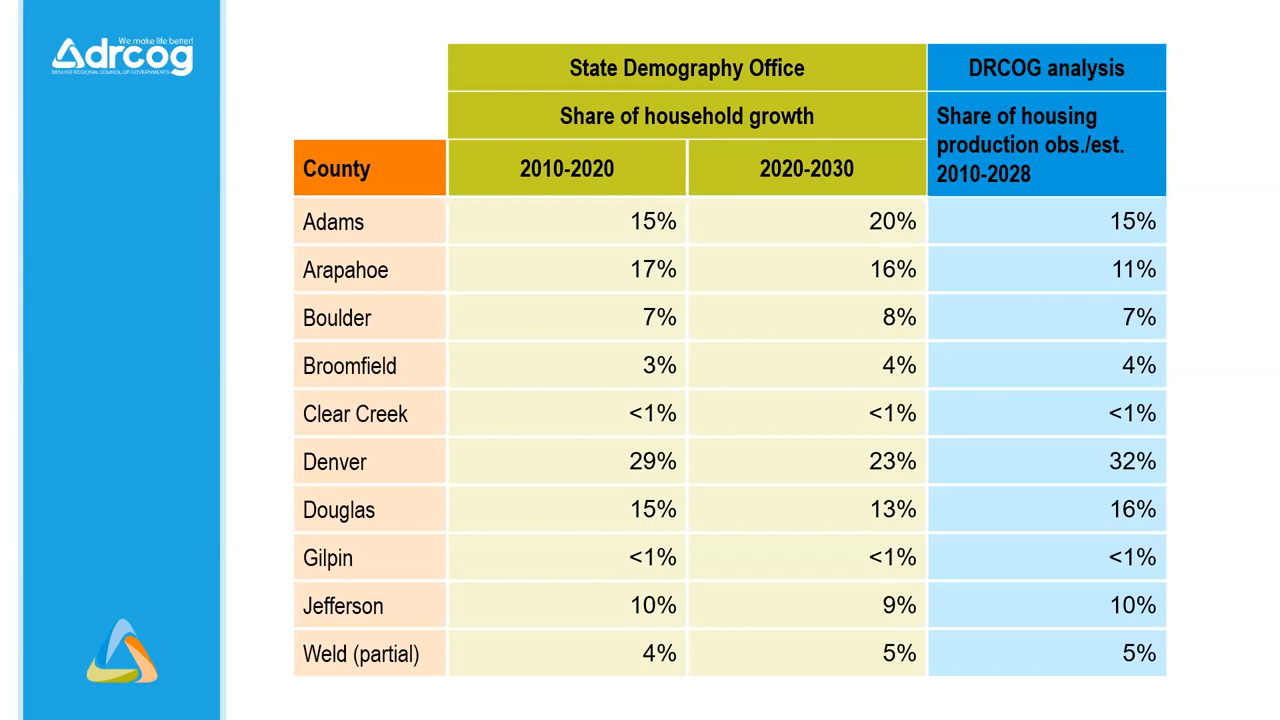 We make life better!
drcog
DENVER REGIONAL COUNCIL OF GOVERNMENTS
State Demography Office DRCOG analysis
Share of household growth
Share of housing
production obs./est.
2010-2028
County 2010-2020 2020-2030
Adams 15% 20% 15%
Arapahoe 17% 16% 11%
Boulder 7% 8% 7%
Broomfield 3% 4% 4%
Clear Creek <1% <1% <1%
Denver 29% 23% 32%
Douglas 15% 13% 16%
Gilpin <1% <1% <1%
Jefferson 10% 9% 10%
Weld (partial) 4% 5% 5%